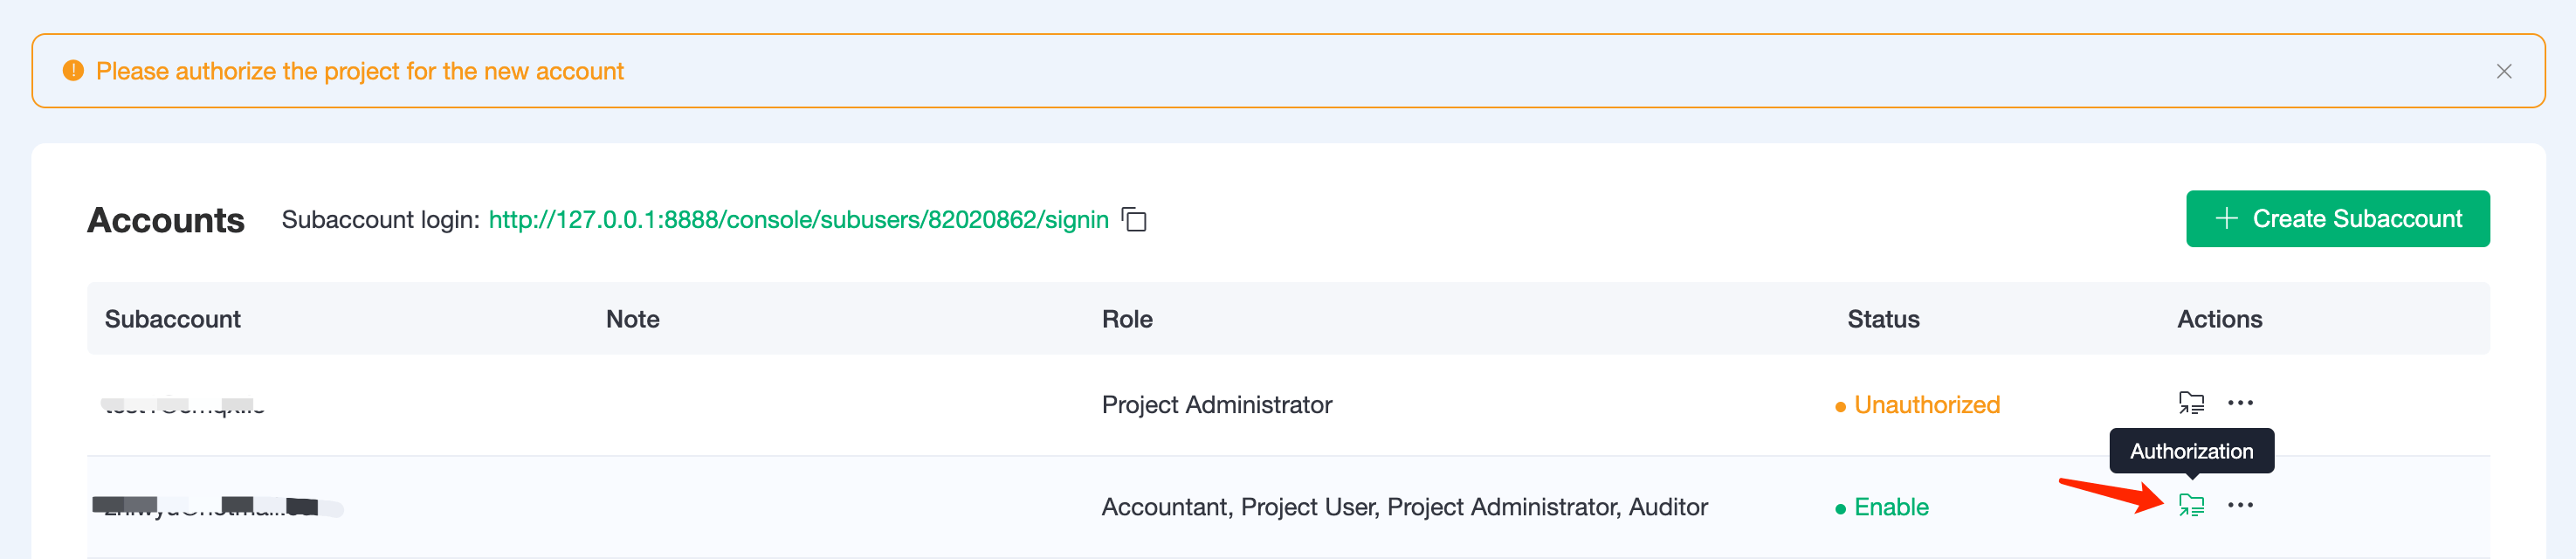 Please authorize the project for the new account
Accounts Subaccount login: http://127.0.0.1:8888/console/subusers/82020862/signin Create Subaccount
Subaccount Note Role Status Actions
Project Administrator Unauthorized
Authorization
Accountant, Project User, Project Administrator, Auditor Enable